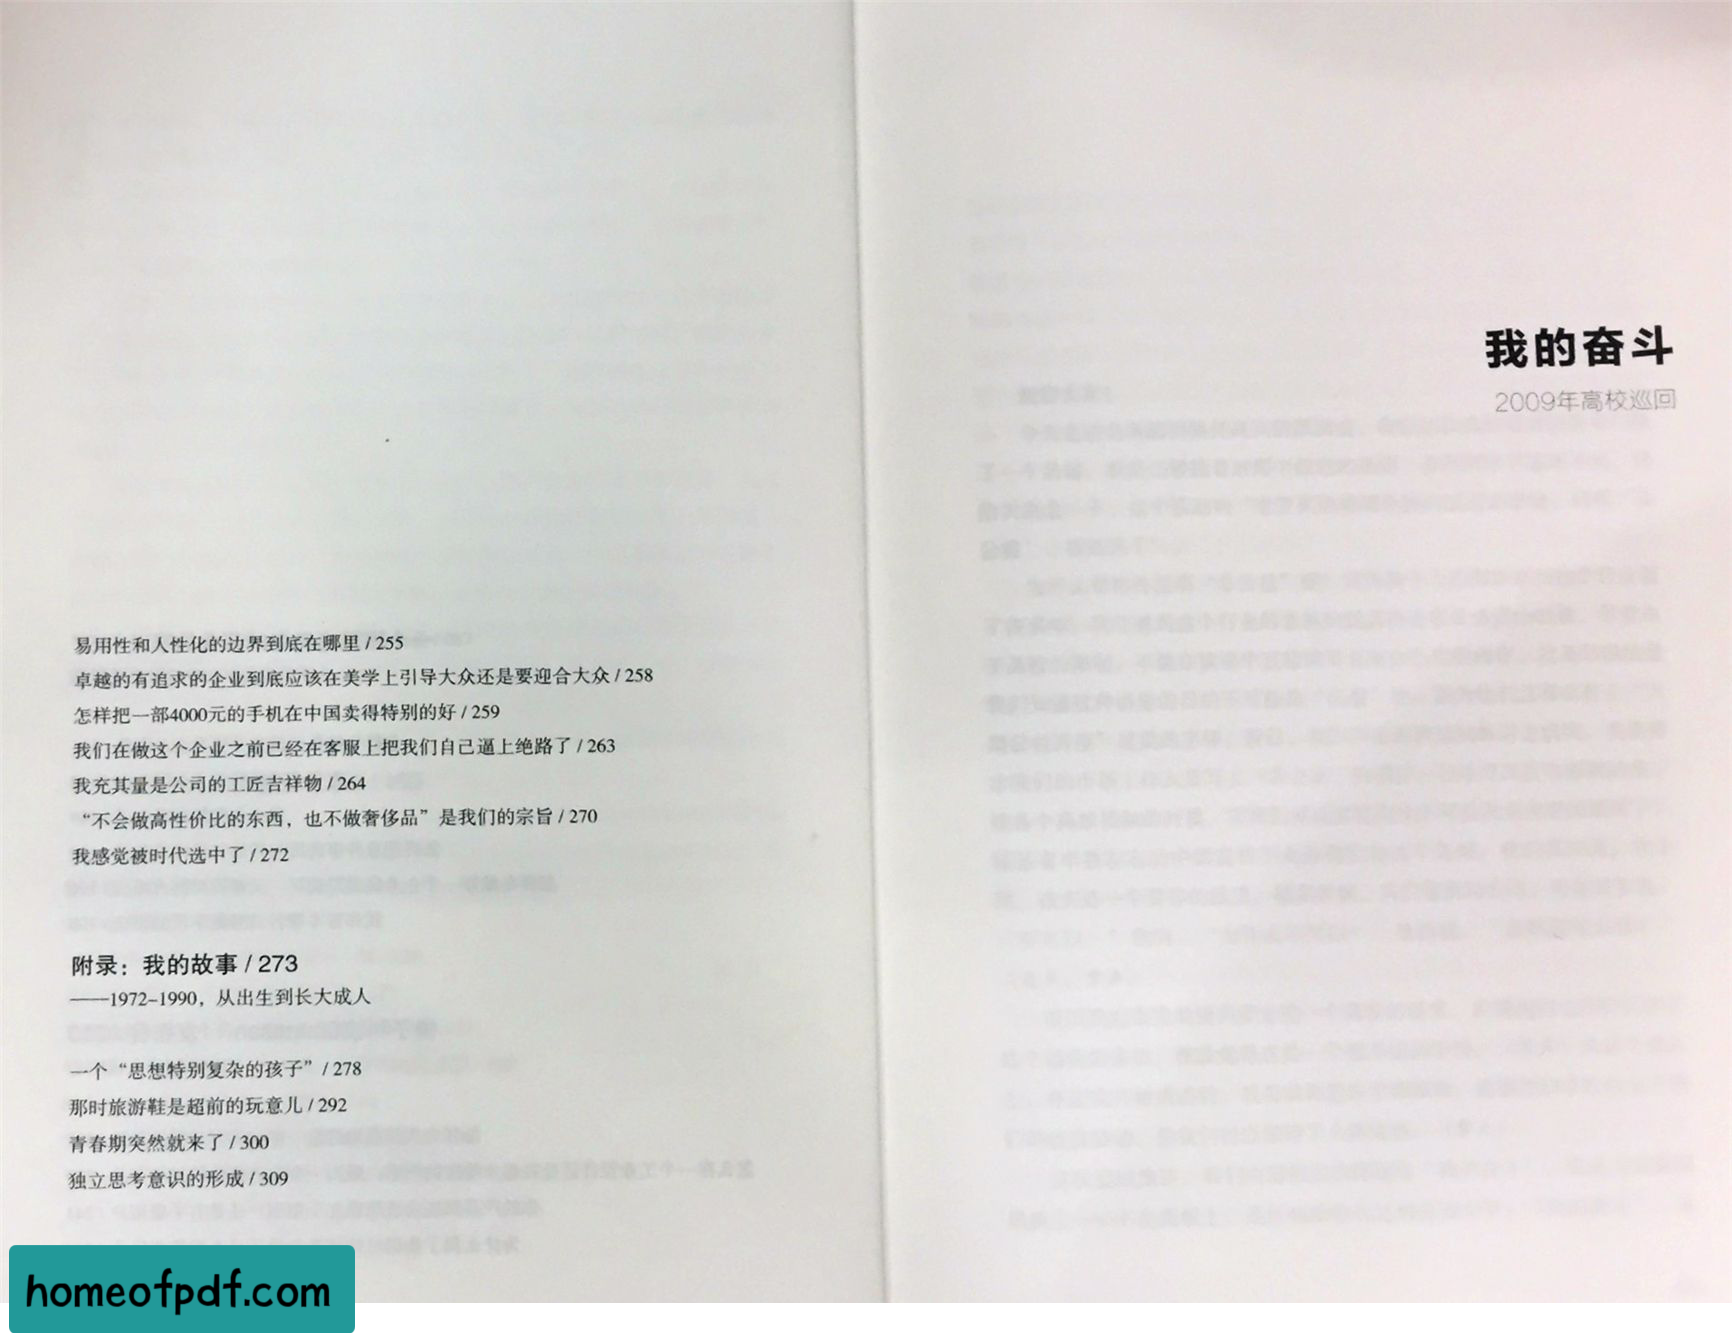 易用性和人性化的边界到底在哪里 / 255
卓越的有追求的企业到底应该在美学上引导大众还是要迎合大众 / 258
怎样把一部4000元的手机在中国卖得特别的好 / 259
我们在做这个企业之前已经在客服上把我们自己逼上绝路了 / 263
我充其量是公司的工匠吉祥物 / 264
“不会做高性价比的东西，也不做奢侈品”是我们的宗旨 / 270
我感觉被时代选中了 / 272
附录：我的故事 / 273
——1972–1990，从出生到长大成人
一个“思想特别复杂的孩子” / 278
那时旅游鞋是超前的玩意儿 / 292
青春期突然就来了 / 300
独立思考意识的形成 / 309
homeofpdf.com
我的奋斗
2009年高校巡回